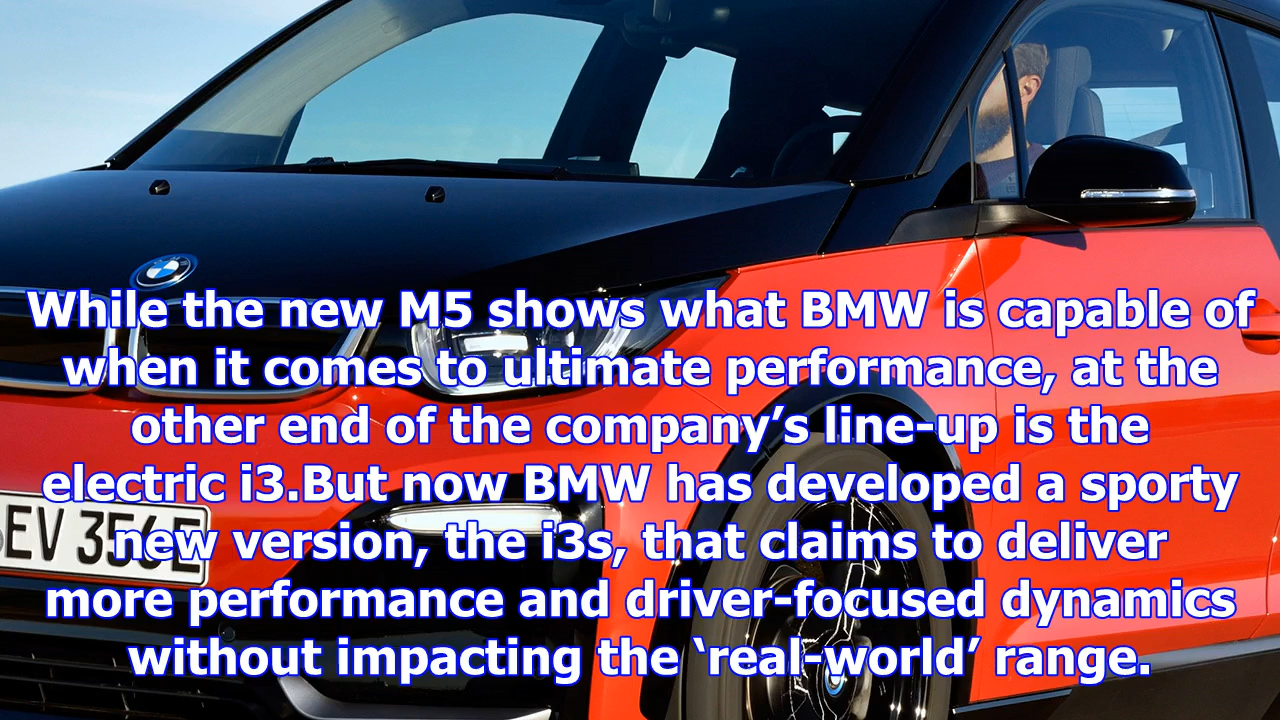 While the new M5 shows what BMW is capable of
when it comes to ultimate performance, at the
other end of the company’s line-up is the
electric i3.But now BMW has developed a sporty
new version, the i3s, that claims to deliver
more performance and driver-focused dynamics
without impacting the ‘real-world’ range.
EV 356E